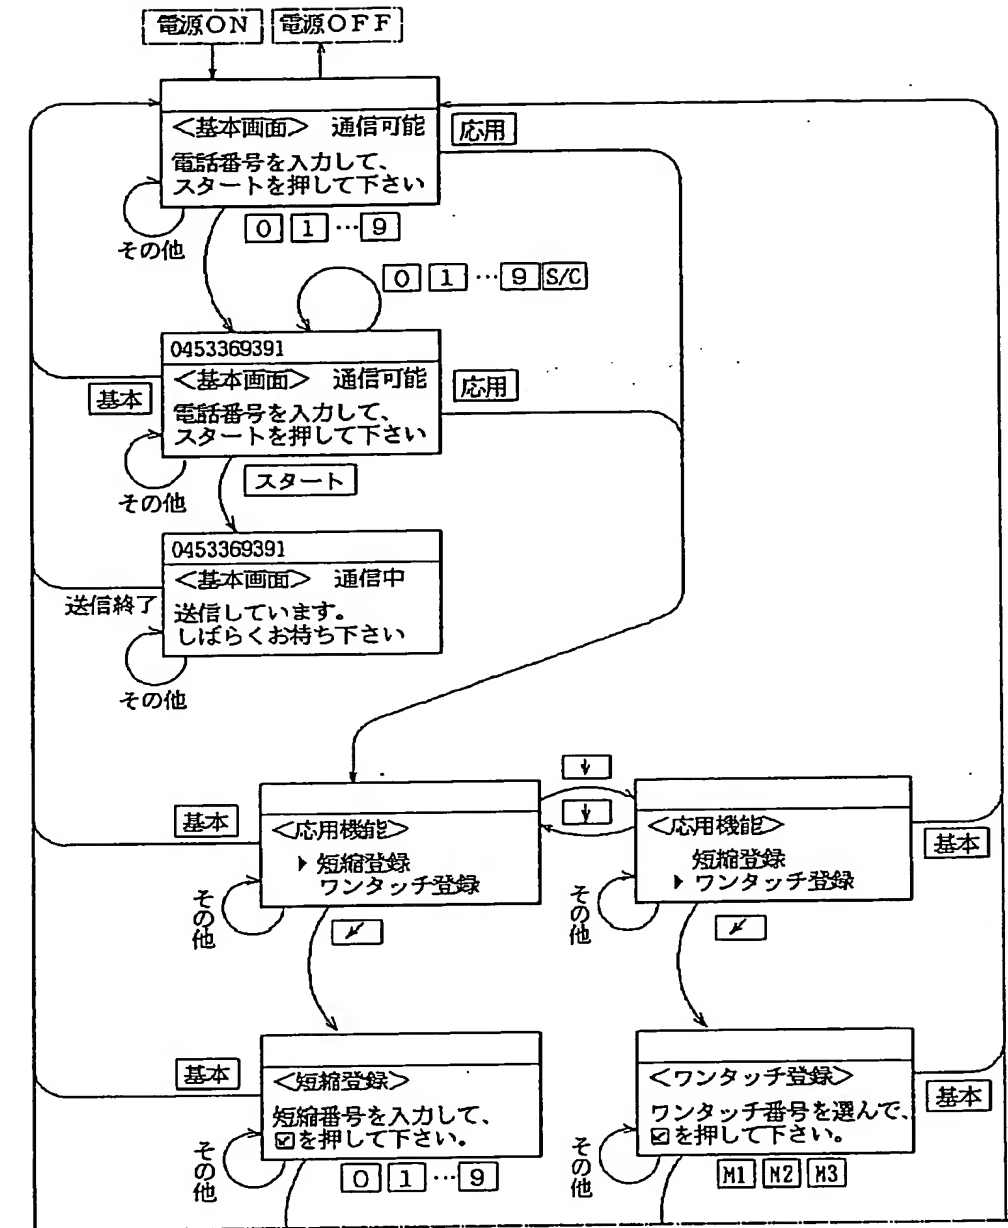 電源ON 電源OFF
<基本画面> 通信可能
電話番号を入力して、
スタートを押して下さい
応用
その他
0 1 … 9
0 1 … 9 S/C
0453369391
<基本画面> 通信可能
電話番号を入力して、
スタートを押して下さい
基本
応用
その他
スタート
0453369391
<基本画面> 通信中
送信しています。
しばらくお待ち下さい
送信終了
その他
↓
↓
基本
<応用機能>
▶短縮登録
ワンタッチ登録
その他
↙
<応用機能>
短縮登録
▶ワンタッチ登録
基本
その他
↙
基本
<短縮登録>
短縮番号を入力して、
☑を押して下さい。
その他
0 1 … 9
<ワンタッチ登録>
ワンタッチ番号を選んで、
☑を押して下さい。
基本
その他
M1 M2 M3